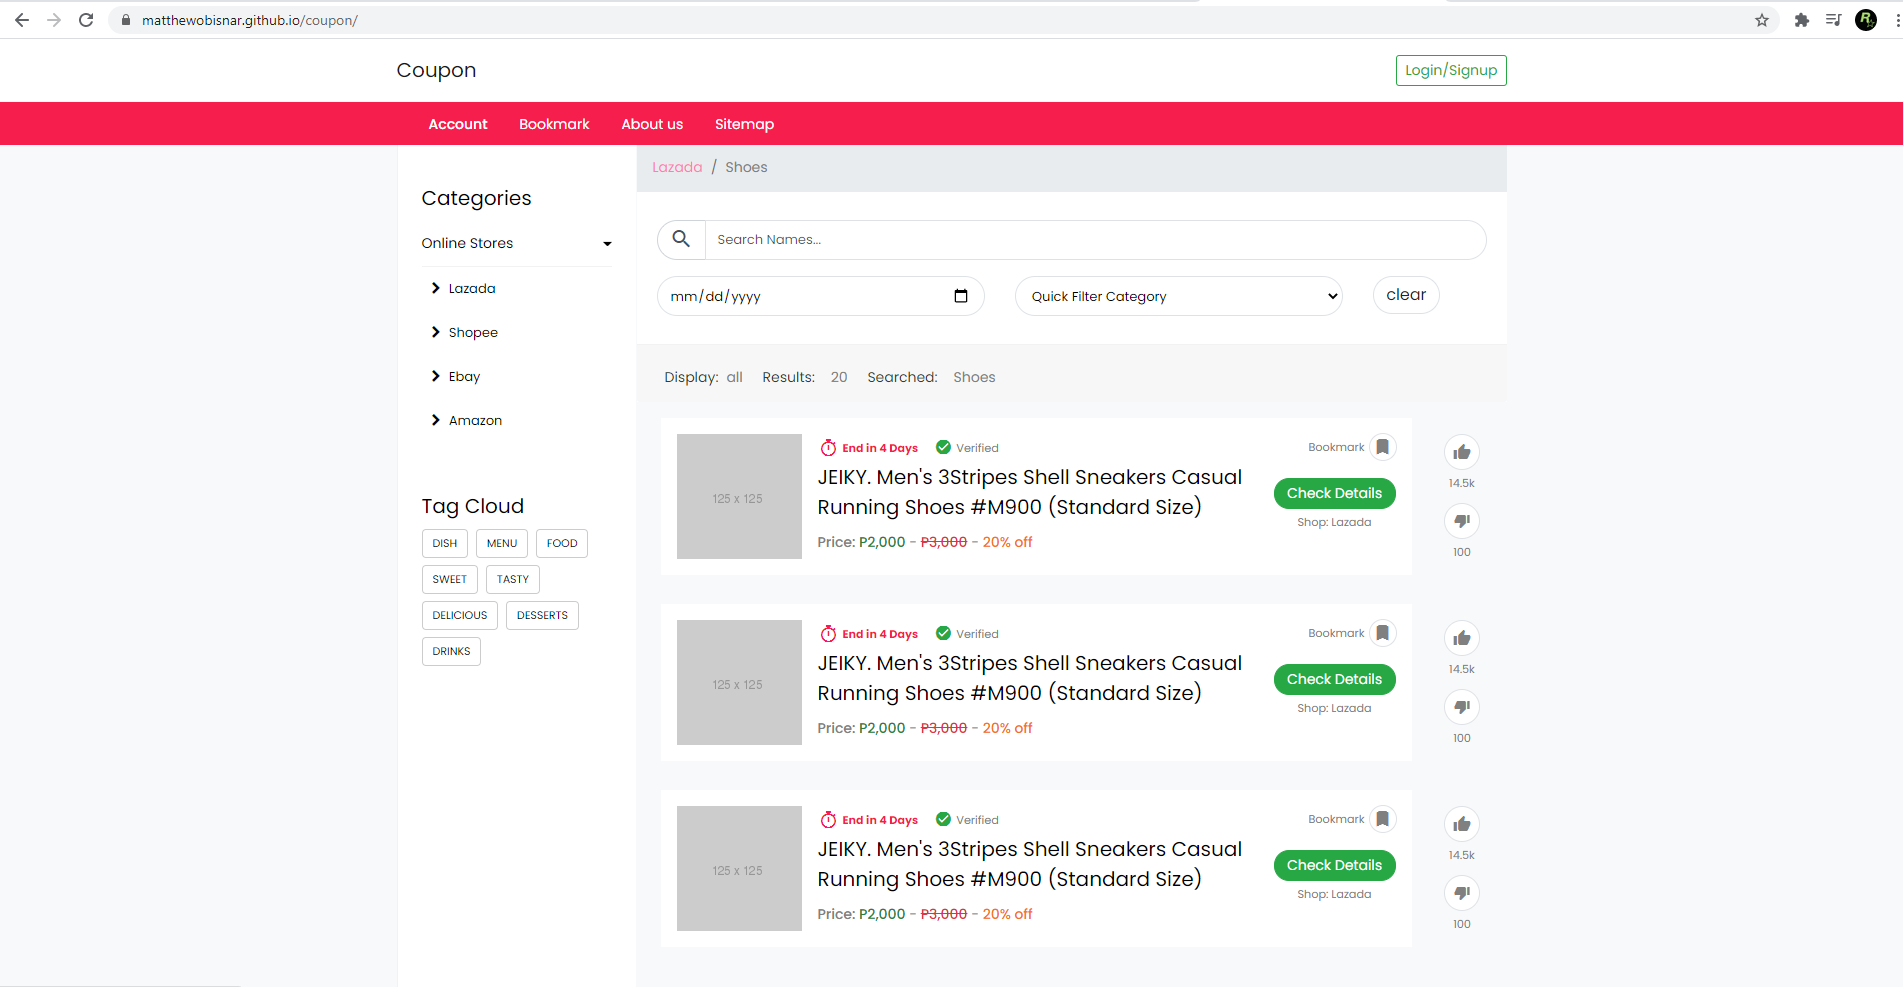 matthewobisnar.github.io/coupon/
Coupon
Login/Signup
Account Bookmark About us Sitemap
Categories
Online Stores
Lazada
Shopee
Ebay
Amazon
Tag Cloud
DISH MENU FOOD
SWEET TASTY
DELICIOUS DESSERTS
DRINKS
Lazada / Shoes
Search Names...
mm/dd/yyyy Quick Filter Category clear
Display: all Results: 20 Searched: Shoes
125 x 125
End in 4 Days Verified
JEIKY. Men's 3Stripes Shell Sneakers Casual
Running Shoes #M900 (Standard Size)
Price: P2,000 - P3,000 - 20% off
Bookmark
Check Details
Shop: Lazada
14.5k
100
125 x 125
End in 4 Days Verified
JEIKY. Men's 3Stripes Shell Sneakers Casual
Running Shoes #M900 (Standard Size)
Price: P2,000 - P3,000 - 20% off
Bookmark
Check Details
Shop: Lazada
14.5k
100
125 x 125
End in 4 Days Verified
JEIKY. Men's 3Stripes Shell Sneakers Casual
Running Shoes #M900 (Standard Size)
Price: P2,000 - P3,000 - 20% off
Bookmark
Check Details
Shop: Lazada
14.5k
100